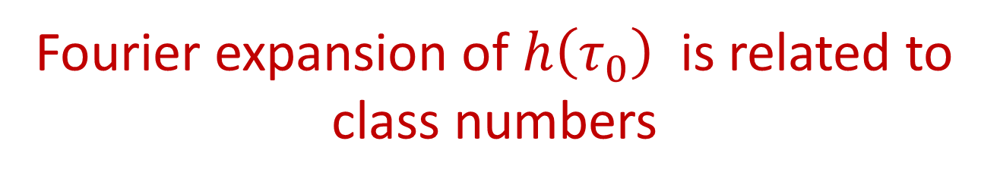 Fourier expansion of ℎ(𝜏₀) is related to
class numbers